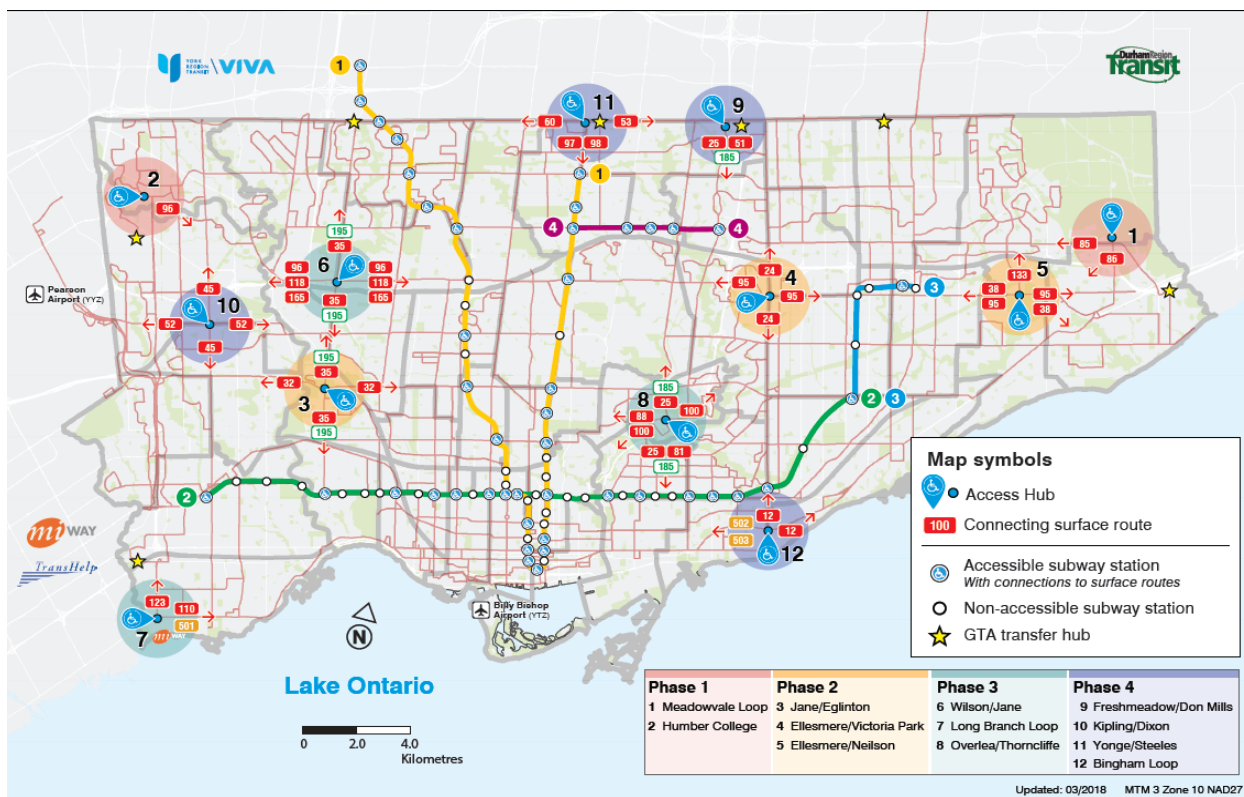 YORK
REGION
TRANSIT
VIVA
DurhamRegion
Transit
1
11
60
53
97
98
1
9
25
51
185
2
96
4
4
1
85
86
195
35
6
96
118
165
96
118
165
35
195
Pearson
Airport (YYZ)
10
45
52
52
45
4
24
95
95
24
3
5
133
38
95
95
38
195
35
32
32
3
35
195
185
8
25
88
100
100
25
81
185
2
3
2
12
502
503
12
12
mi WAY
TransHelp
123
110
501
7
mi WAY
N
Billy Bishop
Airport (YTZ)
Lake Ontario
0
2.0
4.0
Kilometres
Map symbols
Access Hub
100
Connecting surface route
Accessible subway station
With connections to surface routes
Non-accessible subway station
GTA transfer hub
Phase 1
1 Meadowvale Loop
2 Humber College
Phase 2
3 Jane/Eglinton
4 Ellesmere/Victoria Park
5 Ellesmere/Neilson
Phase 3
6 Wilson/Jane
7 Long Branch Loop
8 Overlea/Thorncliffe
Phase 4
9 Freshmeadow/Don Mills
10 Kipling/Dixon
11 Yonge/Steeles
12 Bingham Loop
Updated: 03/2018 MTM 3 Zone 10 NAD27